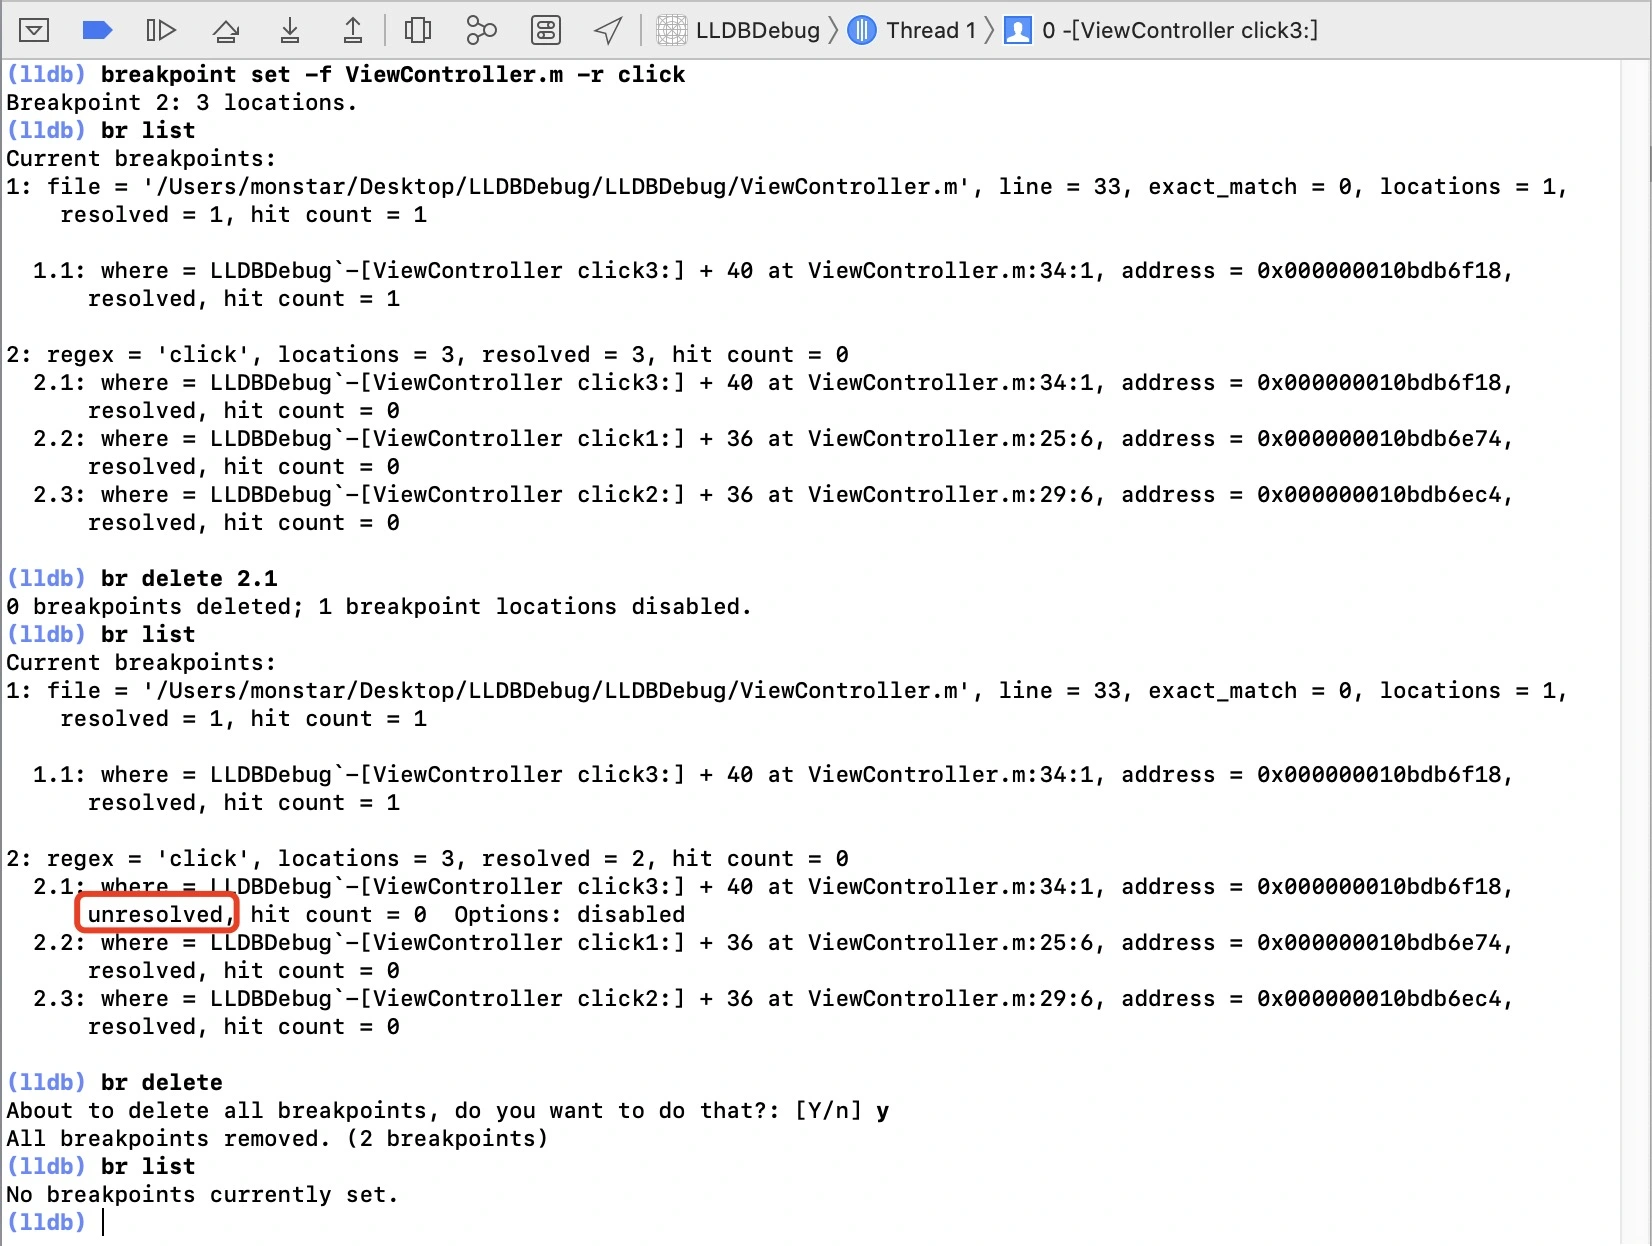 LLDBDebug 〉 Thread 1 〉 0 -[ViewController click3:]
(lldb) breakpoint set -f ViewController.m -r click
Breakpoint 2: 3 locations.
(lldb) br list
Current breakpoints:
1: file = '/Users/monstar/Desktop/LLDBDebug/LLDBDebug/ViewController.m', line = 33, exact_match = 0, locations = 1,
resolved = 1, hit count = 1
1.1: where = LLDBDebug`-[ViewController click3:] + 40 at ViewController.m:34:1, address = 0x000000010bdb6f18,
resolved, hit count = 1
2: regex = 'click', locations = 3, resolved = 3, hit count = 0
2.1: where = LLDBDebug`-[ViewController click3:] + 40 at ViewController.m:34:1, address = 0x000000010bdb6f18,
resolved, hit count = 0
2.2: where = LLDBDebug`-[ViewController click1:] + 36 at ViewController.m:25:6, address = 0x000000010bdb6e74,
resolved, hit count = 0
2.3: where = LLDBDebug`-[ViewController click2:] + 36 at ViewController.m:29:6, address = 0x000000010bdb6ec4,
resolved, hit count = 0
(lldb) br delete 2.1
0 breakpoints deleted; 1 breakpoint locations disabled.
(lldb) br list
Current breakpoints:
1: file = '/Users/monstar/Desktop/LLDBDebug/LLDBDebug/ViewController.m', line = 33, exact_match = 0, locations = 1,
resolved = 1, hit count = 1
1.1: where = LLDBDebug`-[ViewController click3:] + 40 at ViewController.m:34:1, address = 0x000000010bdb6f18,
resolved, hit count = 1
2: regex = 'click', locations = 3, resolved = 2, hit count = 0
2.1: where = LLDBDebug`-[ViewController click3:] + 40 at ViewController.m:34:1, address = 0x000000010bdb6f18,
unresolved, hit count = 0  Options: disabled
2.2: where = LLDBDebug`-[ViewController click1:] + 36 at ViewController.m:25:6, address = 0x000000010bdb6e74,
resolved, hit count = 0
2.3: where = LLDBDebug`-[ViewController click2:] + 36 at ViewController.m:29:6, address = 0x000000010bdb6ec4,
resolved, hit count = 0
(lldb) br delete
About to delete all breakpoints, do you want to do that?: [Y/n] y
All breakpoints removed. (2 breakpoints)
(lldb) br list
No breakpoints currently set.
(lldb)